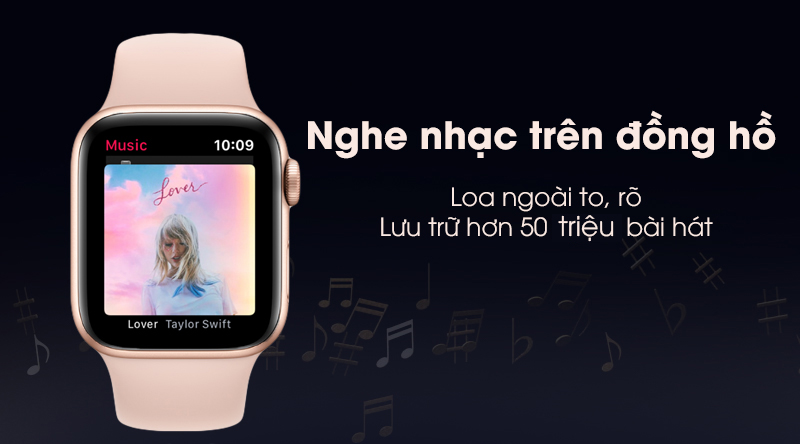 Music 10:09
Lover
Lover Taylor Swift
Nghe nhạc trên đồng hồ
Loa ngoài to, rõ
Lưu trữ hơn 50 triệu bài hát